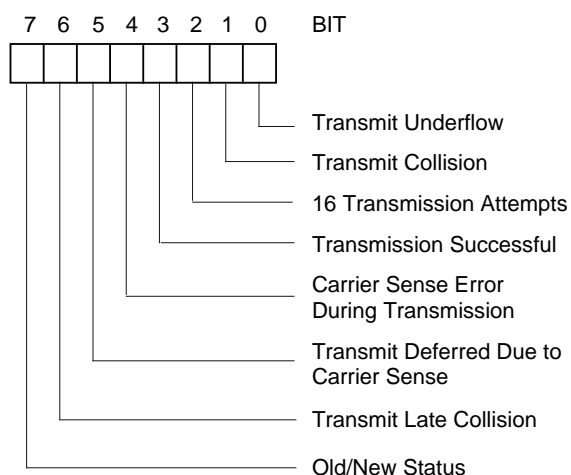 7 6 5 4 3 2 1 0 BIT
Transmit Underflow
Transmit Collision
16 Transmission Attempts
Transmission Successful
Carrier Sense Error
During Transmission
Transmit Deferred Due to
Carrier Sense
Transmit Late Collision
Old/New Status